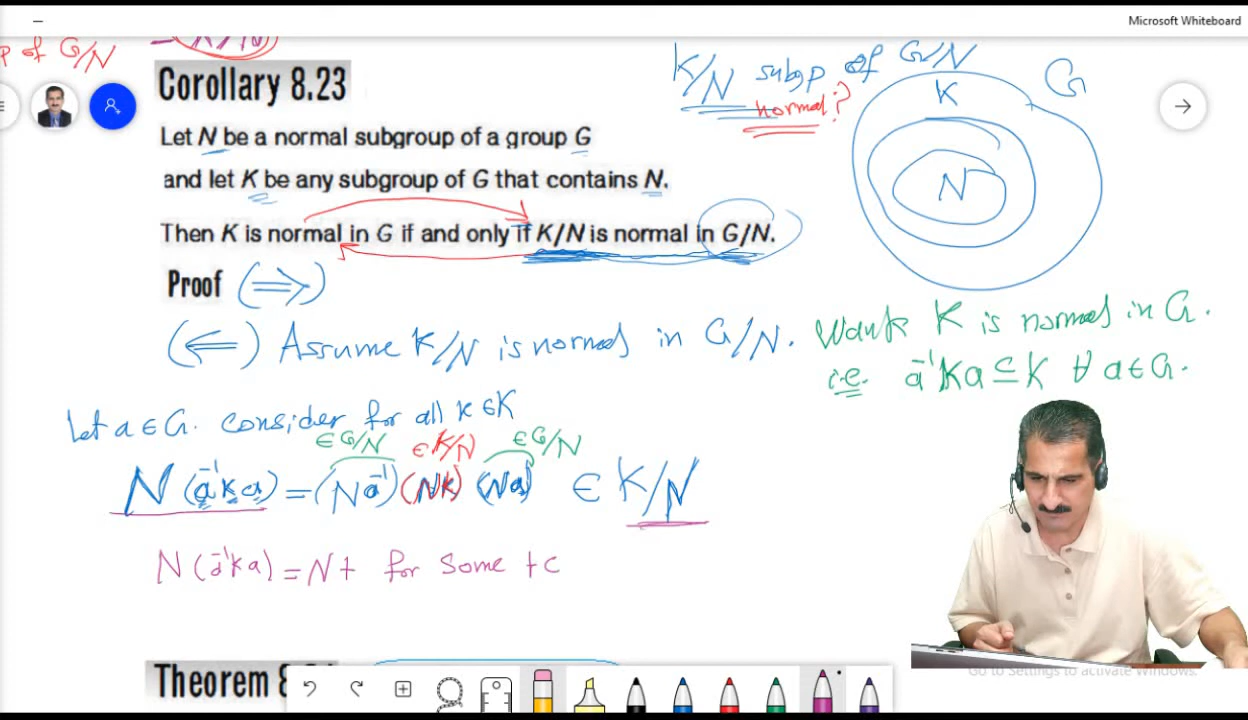 Microsoft Whiteboard
of G/N
K/N subgp of G/N
normal?
K
G
N
Corollary 8.23
Let N be a normal subgroup of a group G
and let K be any subgroup of G that contains N.
Then K is normal in G if and only if K/N is normal in G/N.
Proof (⇒)
(⇐) Assume K/N is normal in G/N. Want K is normal in G.
i.e. a⁻¹Ka ⊆ K ∀ a ∈ G.
Let a ∈ G. consider for all k ∈ K
∈ G/N ∈ K/N ∈ G/N
N(a⁻¹ka) = (Na⁻¹)(Nk)(Na) ∈ K/N
N(a⁻¹ka) = Nt for some t
Theorem
Go to Settings to activate Windows.